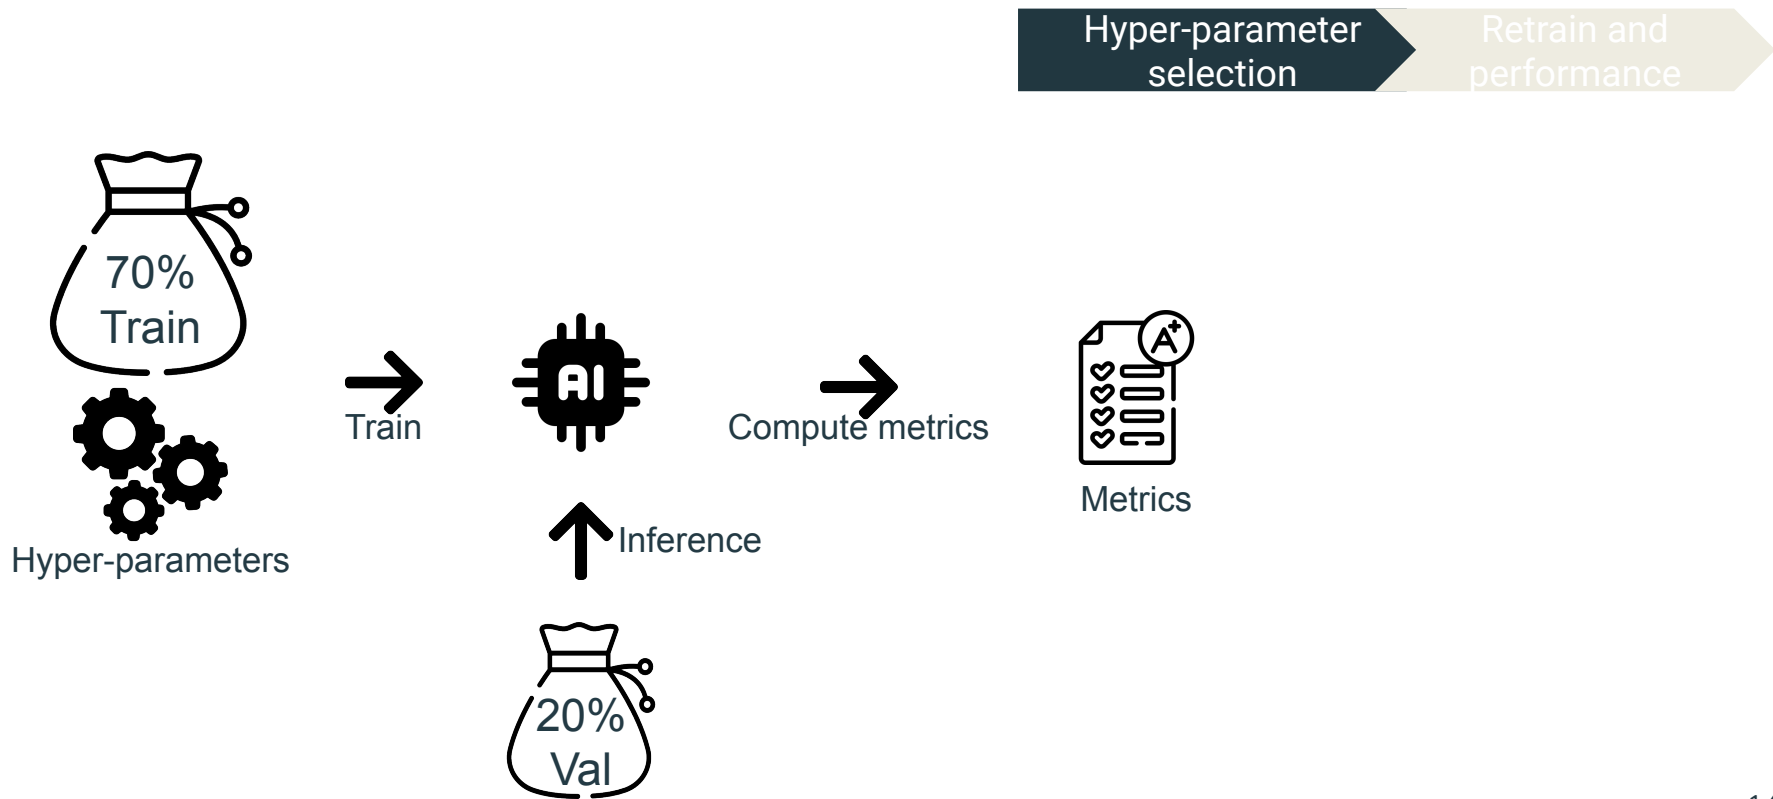 Hyper-parameter
selection
Retrain and
performance
70%
Train
Hyper-parameters
Train
AI
Inference
20%
Val
Compute metrics
A+
Metrics